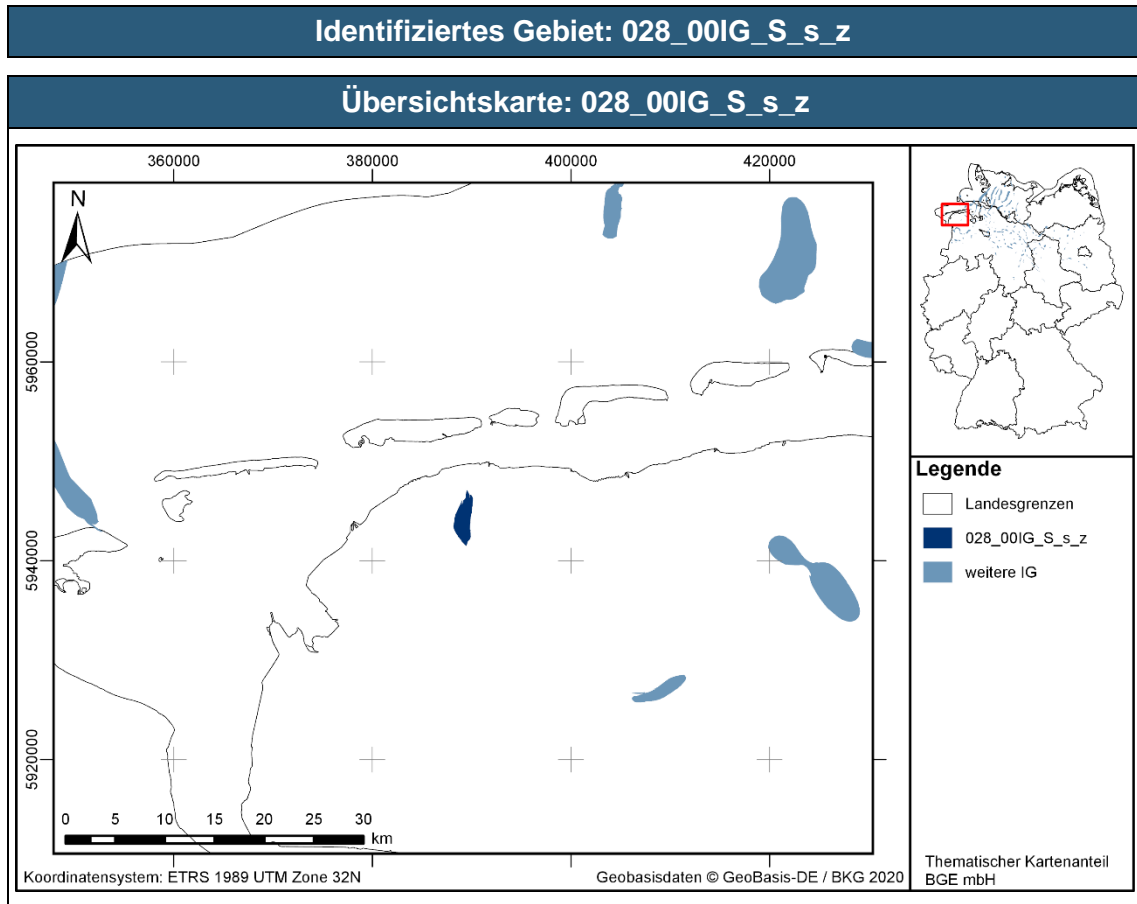 Identifiziertes Gebiet: 028_00IG_S_s_z
Übersichtskarte: 028_00IG_S_s_z
360000 380000 400000 420000
N
5960000
5940000
5920000
0 5 10 15 20 25 30
km
Koordinatensystem: ETRS 1989 UTM Zone 32N
Geobasisdaten © GeoBasis-DE / BKG 2020
Legende
Landesgrenzen
028_00IG_S_s_z
weitere IG
Thematischer Kartenanteil
BGE mbH